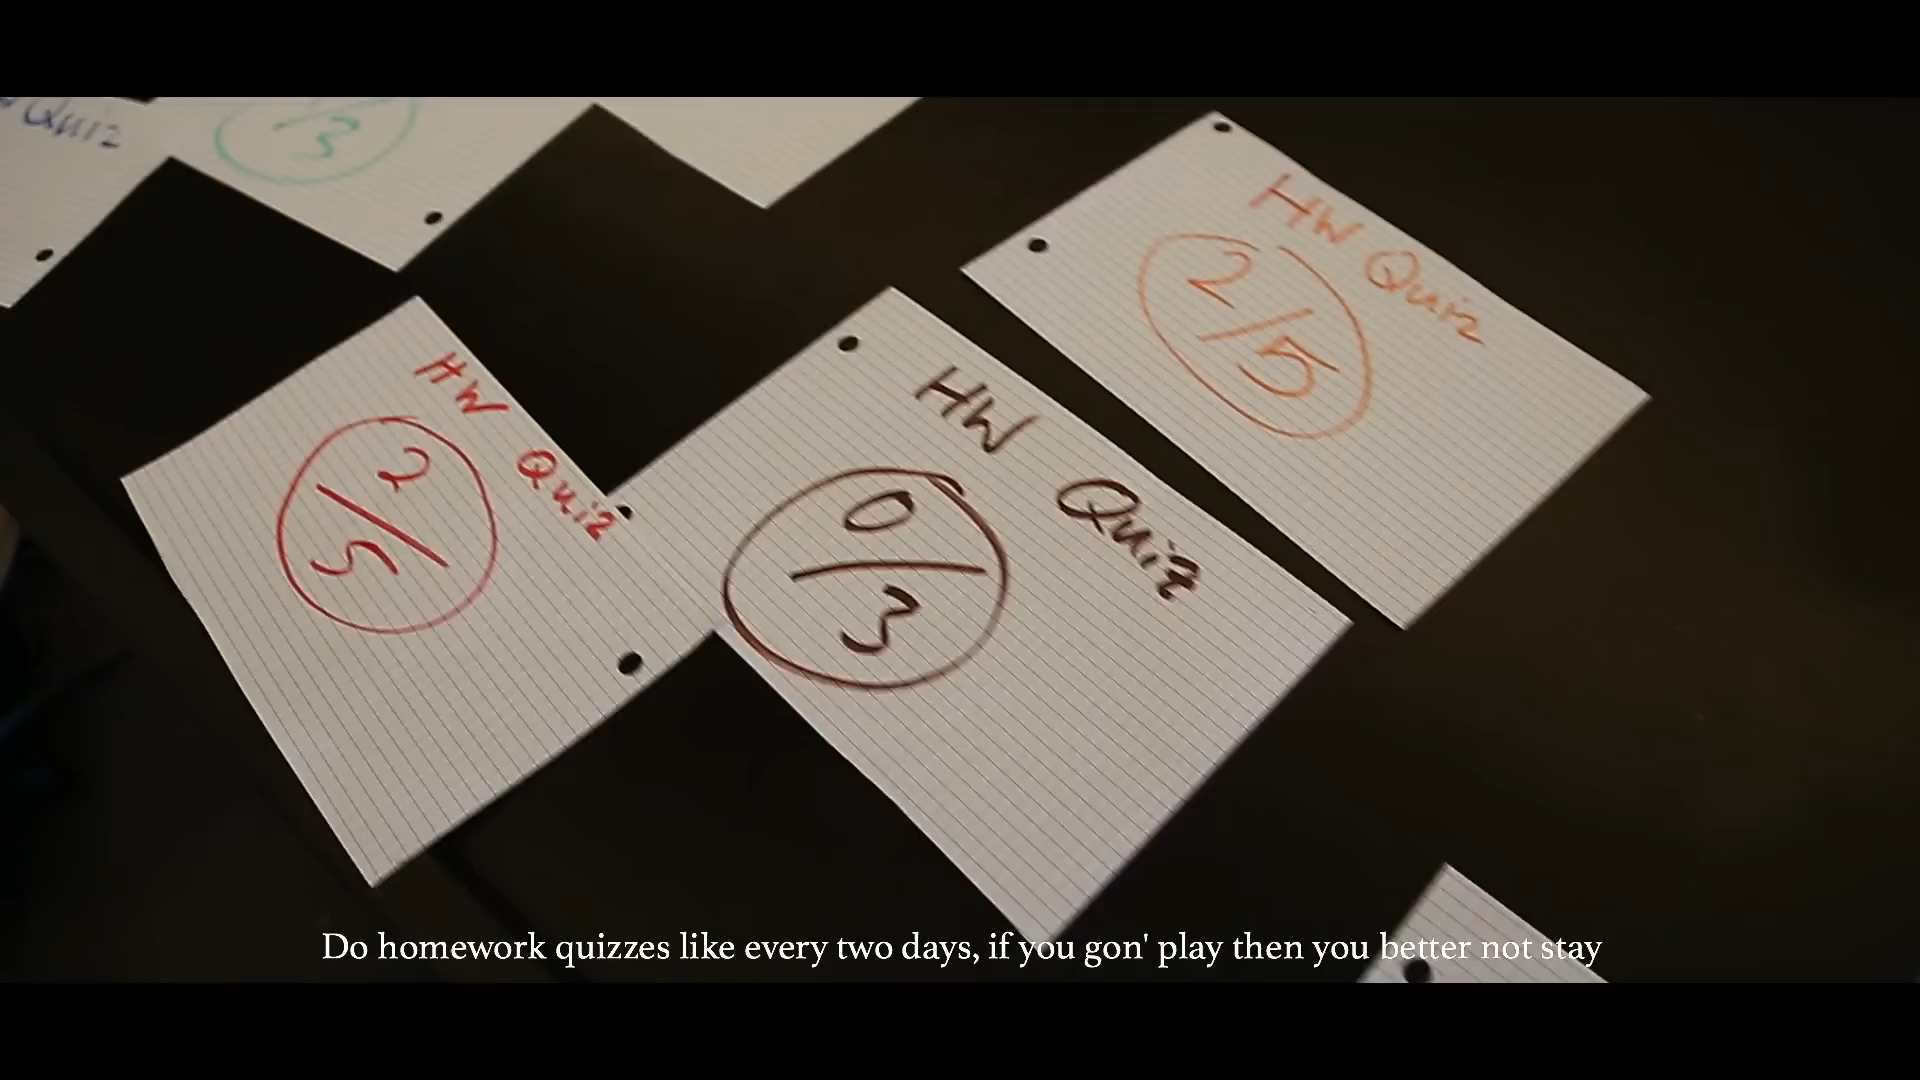 Quiz
/3
HW Quiz
2/5
HW Quiz
2/5
HW Quiz
0/3
Do homework quizzes like every two days, if you gon' play then you better not stay